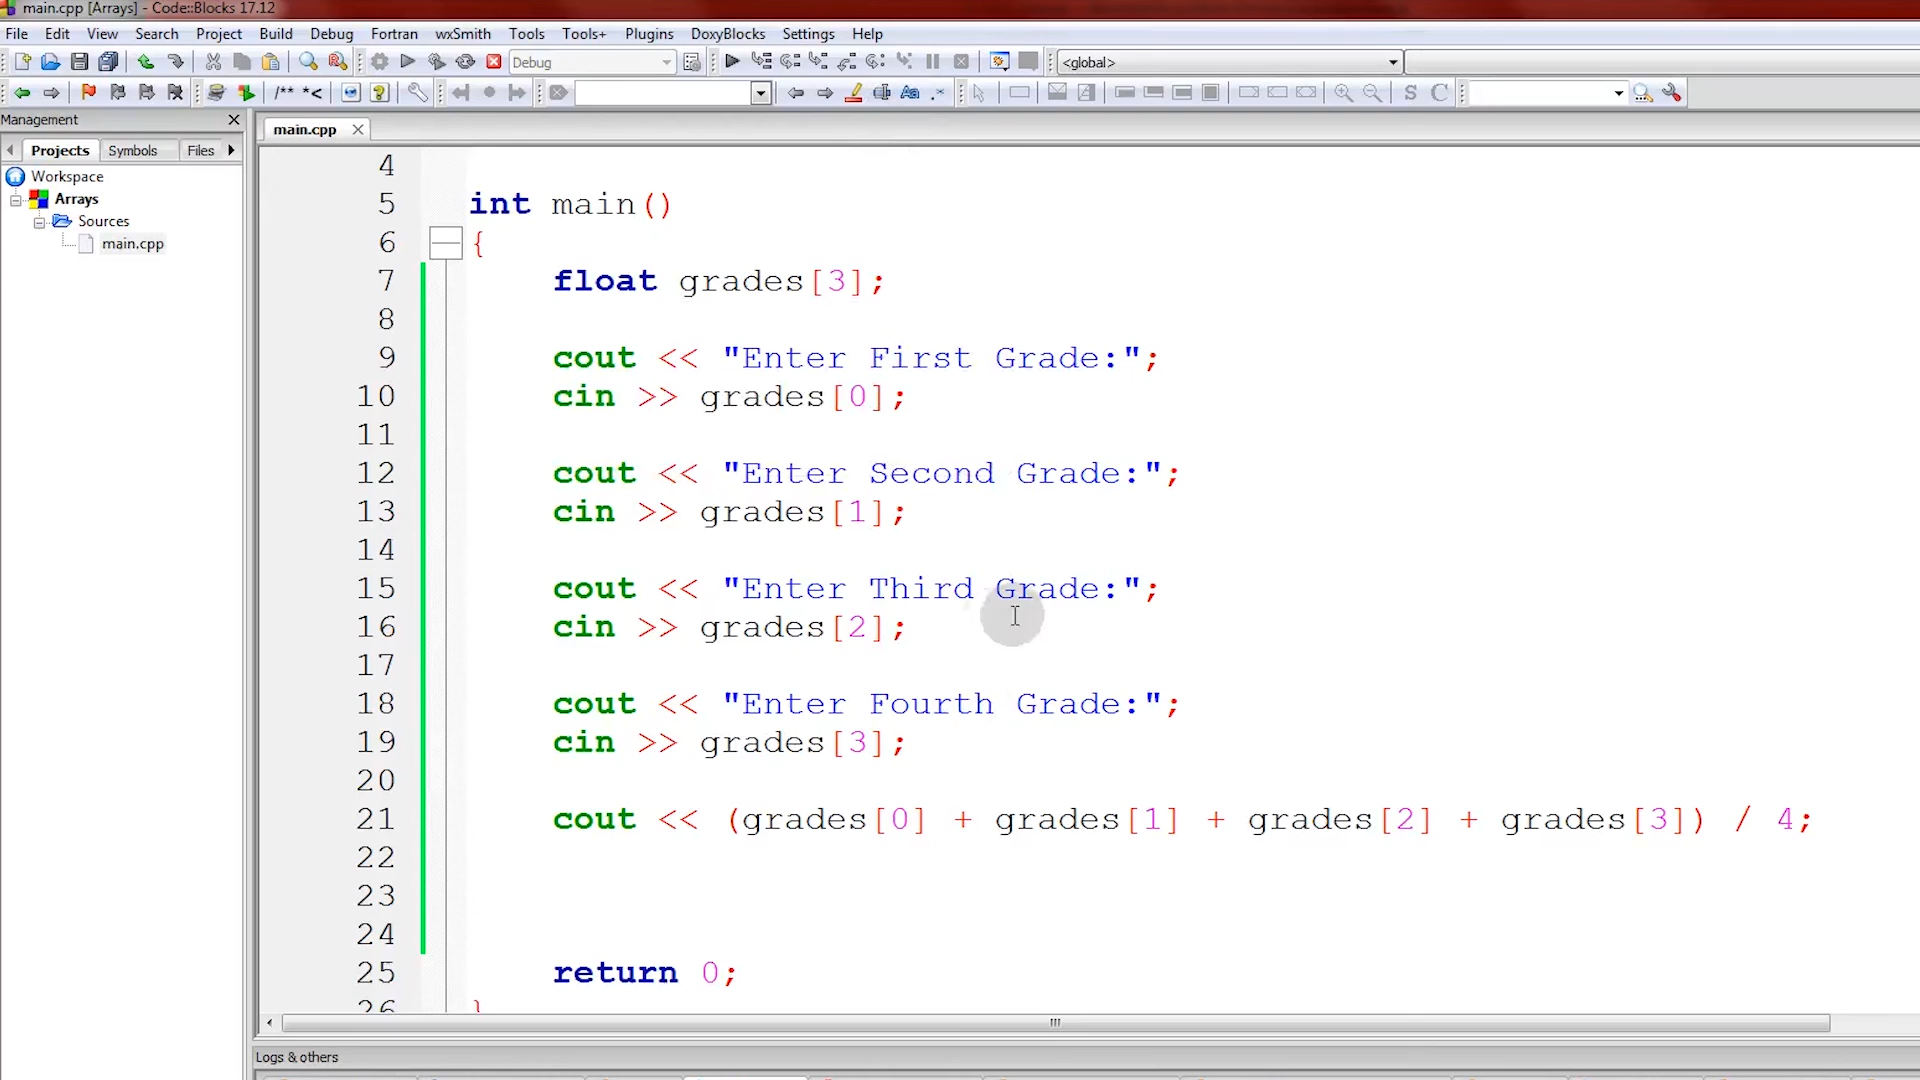 main.cpp [Arrays] - Code::Blocks 17.12
File Edit View Search Project Build Debug Fortran wxSmith Tools Tools+ Plugins DoxyBlocks Settings Help
Debug <global>
/** *< Aa .* S C
Management
main.cpp
Projects Symbols Files
Workspace
Arrays
Sources
main.cpp
4
5 int main()
6 {
7 float grades[3];
8
9 cout << "Enter First Grade:";
10 cin >> grades[0];
11
12 cout << "Enter Second Grade:";
13 cin >> grades[1];
14
15 cout << "Enter Third Grade:";
16 cin >> grades[2];
17
18 cout << "Enter Fourth Grade:";
19 cin >> grades[3];
20
21 cout << (grades[0] + grades[1] + grades[2] + grades[3]) / 4;
22
23
24
25 return 0;
26 }
Logs & others